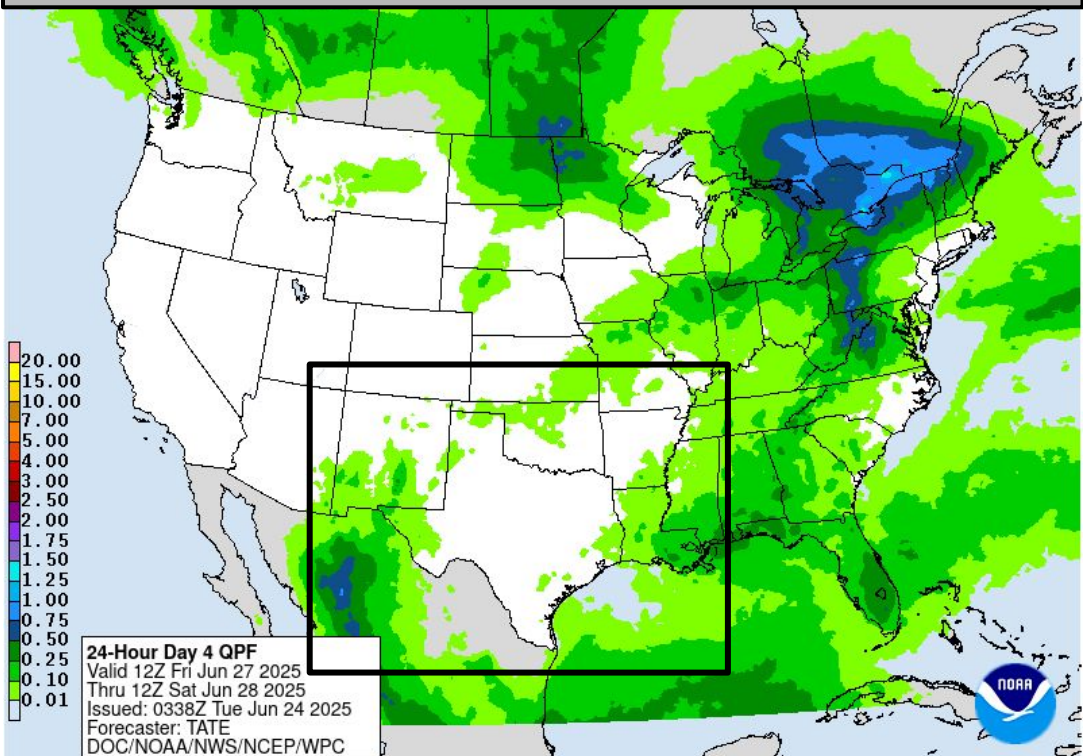 20.00
15.00
10.00
7.00
5.00
4.00
3.00
2.50
2.00
1.75
1.50
1.25
1.00
0.75
0.50
0.25
0.10
0.01
24-Hour Day 4 QPF
Valid 12Z Fri Jun 27 2025
Thru 12Z Sat Jun 28 2025
Issued: 0338Z Tue Jun 24 2025
Forecaster: TATE
DOC/NOAA/NWS/NCEP/WPC
NOAA